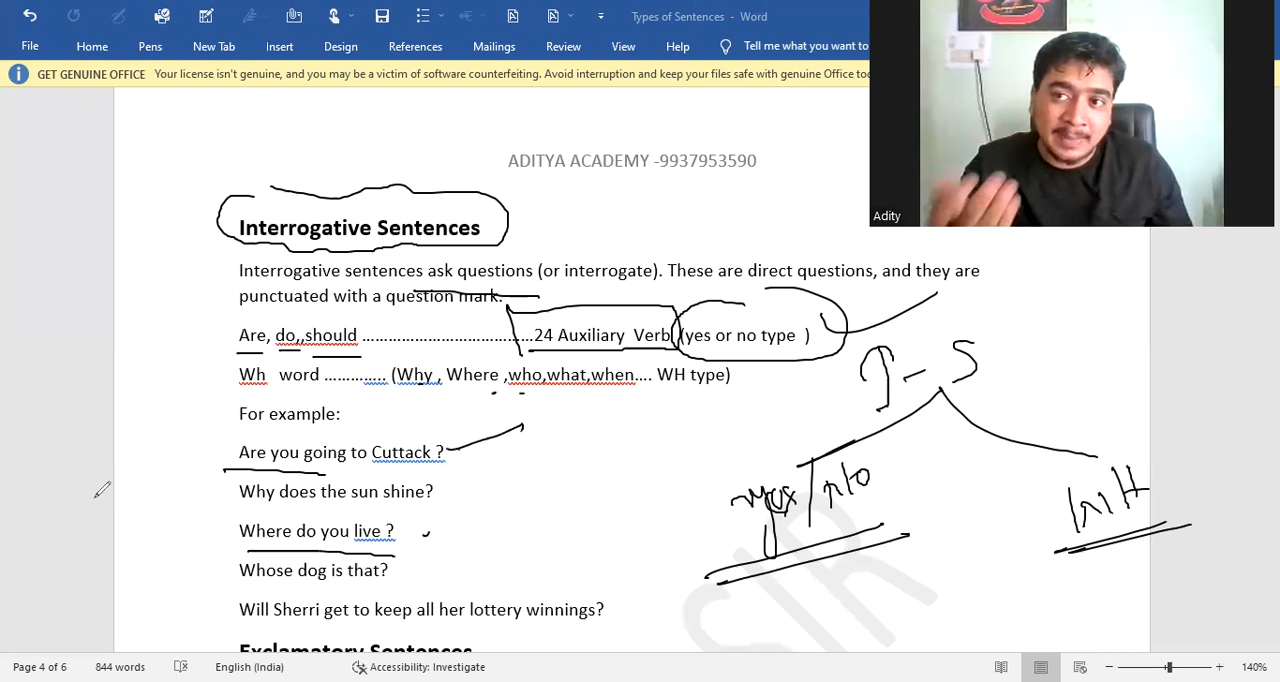 Types of Sentences - Word
File Home Pens New Tab Insert Design References Mailings Review View Help Tell me what you want to
GET GENUINE OFFICE Your license isn't genuine, and you may be a victim of software counterfeiting. Avoid interruption and keep your files safe with genuine Office
Adity
ADITYA ACADEMY -9937953590
Interrogative Sentences
Interrogative sentences ask questions (or interrogate). These are direct questions, and they are
punctuated with a question mark.
Are, do,,should ……………………………………24 Auxiliary Verb (yes or no type )
Wh word ………….. (Why , Where ,who,what,when…. WH type)
I - S
For example:
Are you going to Cuttack ?
yes / no
WH
Why does the sun shine?
Where do you live ?
Whose dog is that?
Will Sherri get to keep all her lottery winnings?
SIR
Exclamatory Sentences
Page 4 of 6 844 words English (India) Accessibility: Investigate 140%